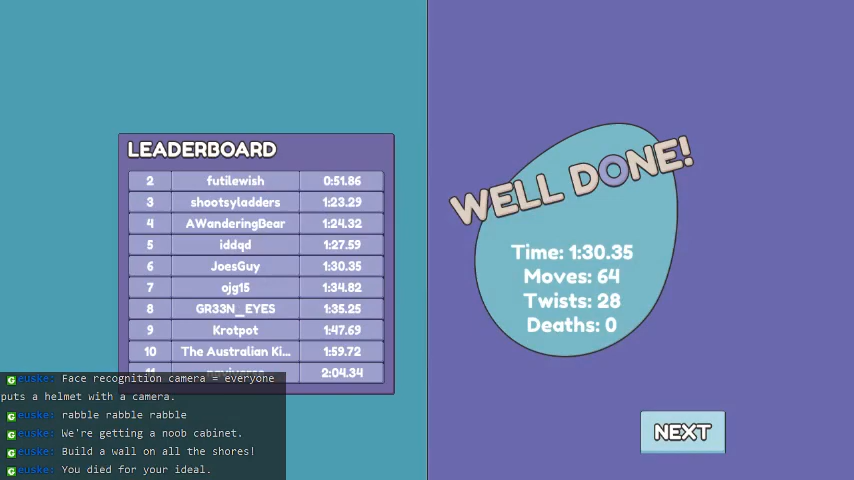 LEADERBOARD
2 futilewish 0:51.86
3 shootsyladders 1:23.29
4 AWanderingBear 1:24.32
5 iddqd 1:27.59
6 JoesGuy 1:30.35
7 ojg15 1:34.82
8 GR33N_EYES 1:35.25
9 Krotpot 1:47.69
10 The Australian Ki... 1:59.72
2:04.34
WELL DONE!
Time: 1:30.35
Moves: 64
Twists: 28
Deaths: 0
NEXT
euske: Face recognition camera = everyone
puts a helmet with a camera.
euske: rabble rabble rabble
euske: We're getting a noob cabinet.
euske: Build a wall on all the shores!
euske: You died for your ideal.